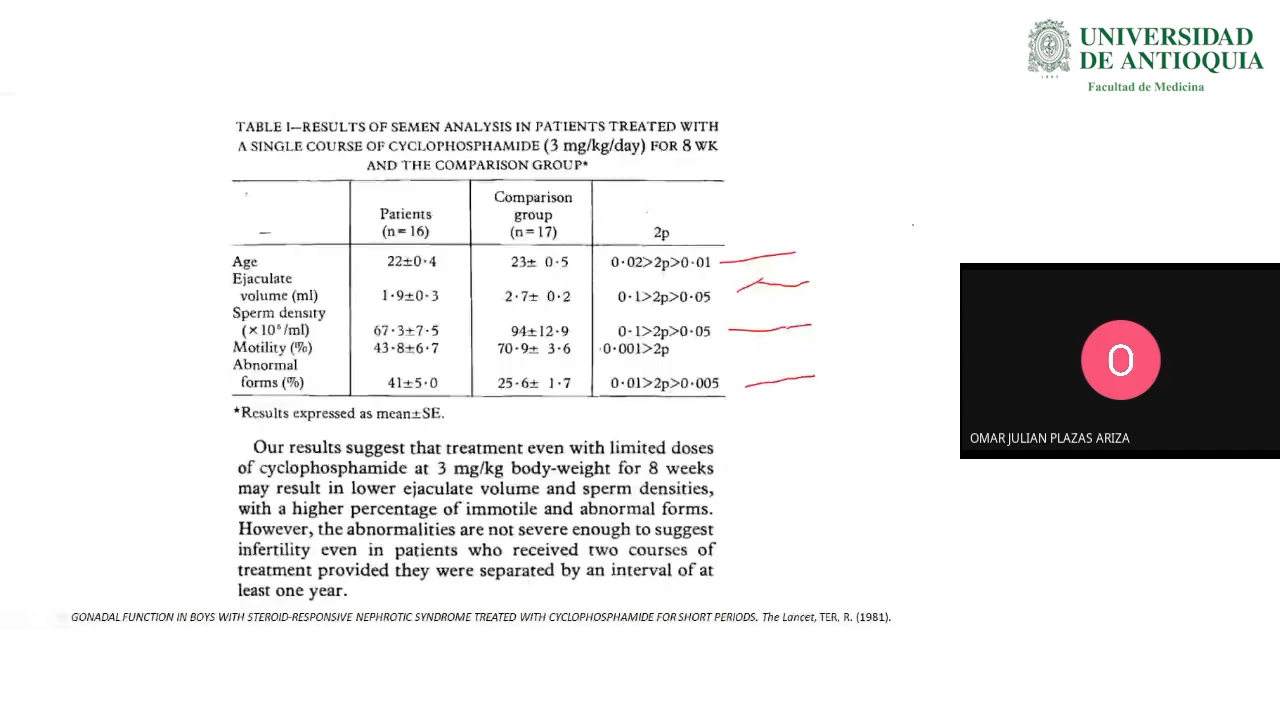 UNIVERSIDAD
DE ANTIOQUIA
1803
Facultad de Medicina
TABLE I—RESULTS OF SEMEN ANALYSIS IN PATIENTS TREATED WITH
A SINGLE COURSE OF CYCLOPHOSPHAMIDE (3 mg/kg/day) FOR 8 WK
AND THE COMPARISON GROUP*
— Patients (n=16) Comparison group (n=17) 2p
Age 22±0·4 23± 0·5 0·02>2p>0·01
Ejaculate
volume (ml) 1·9±0·3 2·7± 0·2 0·1>2p>0·05
Sperm density
(×10⁶/ml) 67·3±7·5 94±12·9 0·1>2p>0·05
Motility (%) 43·8±6·7 70·9± 3·6 0·001>2p
Abnormal
forms (%) 41±5·0 25·6± 1·7 0·01>2p>0·005
*Results expressed as mean±SE.
Our results suggest that treatment even with limited doses
of cyclophosphamide at 3 mg/kg body-weight for 8 weeks
may result in lower ejaculate volume and sperm densities,
with a higher percentage of immotile and abnormal forms.
However, the abnormalities are not severe enough to suggest
infertility even in patients who received two courses of
treatment provided they were separated by an interval of at
least one year.
GONADAL FUNCTION IN BOYS WITH STEROID-RESPONSIVE NEPHROTIC SYNDROME TREATED WITH CYCLOPHOSPHAMIDE FOR SHORT PERIODS. The Lancet, TER, R. (1981).
O
OMAR JULIAN PLAZAS ARIZA